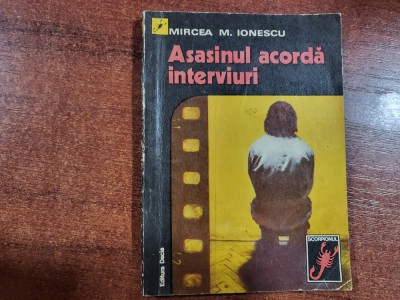 MIRCEA M. IONESCU
Asasinul acordă
interviuri
Editura Dacia
SCORPIONUL